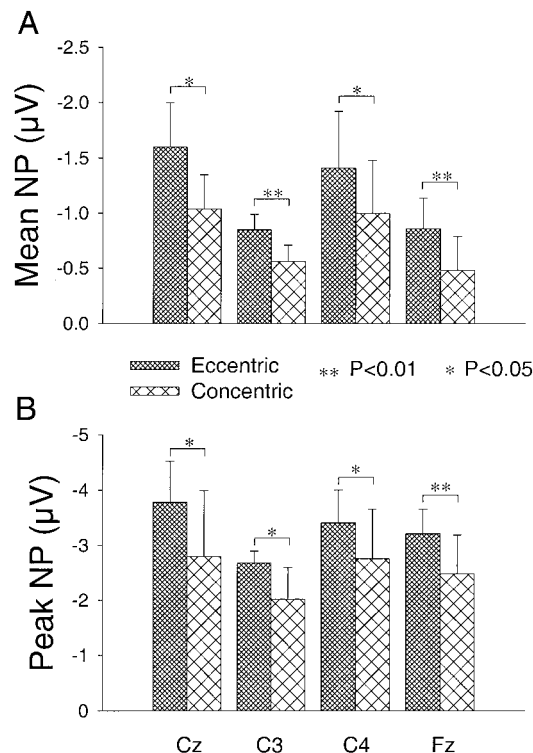 A
Mean NP (µV)
-2.5
-2.0
-1.5
-1.0
-0.5
0.0
* ** * **
Eccentric ** P<0.01 * P<0.05
Concentric
B
Peak NP (µV)
-5
-4
-3
-2
-1
0
* * * **
Cz C3 C4 Fz